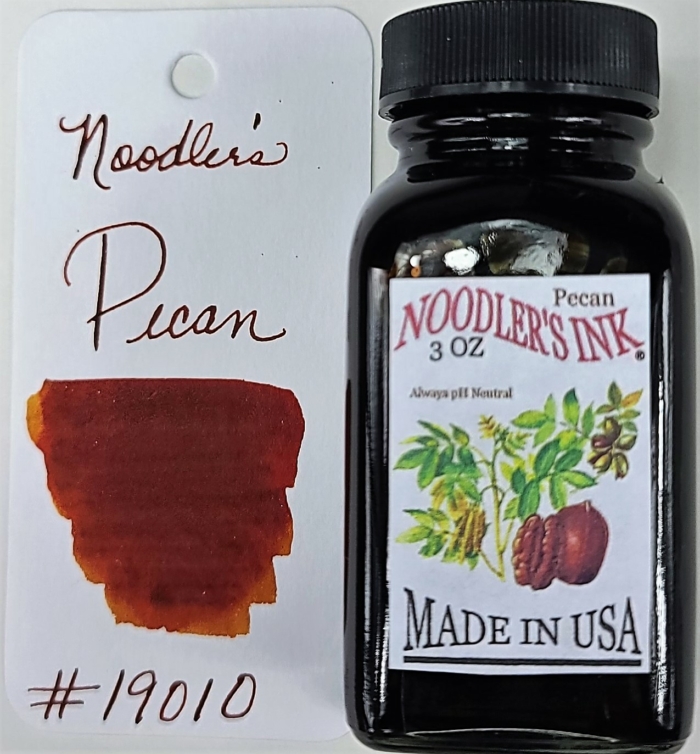 Noodler's
Pecan
#19010
Pecan
NOODLER'S INK®
3 OZ
Always pH Neutral
MADE IN USA